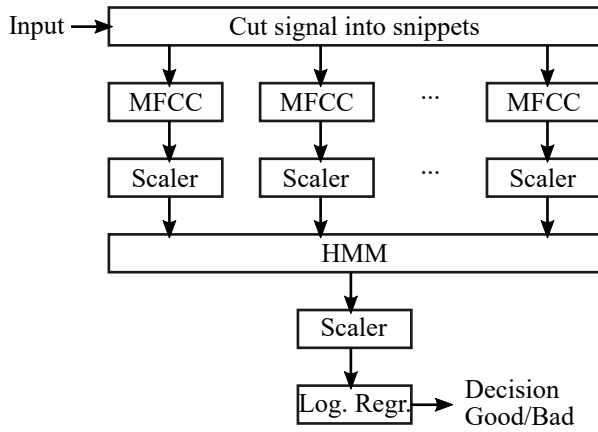 Input
Cut signal into snippets
MFCC
MFCC
...
MFCC
Scaler
Scaler
...
Scaler
HMM
Scaler
Log. Regr.
Decision
Good/Bad